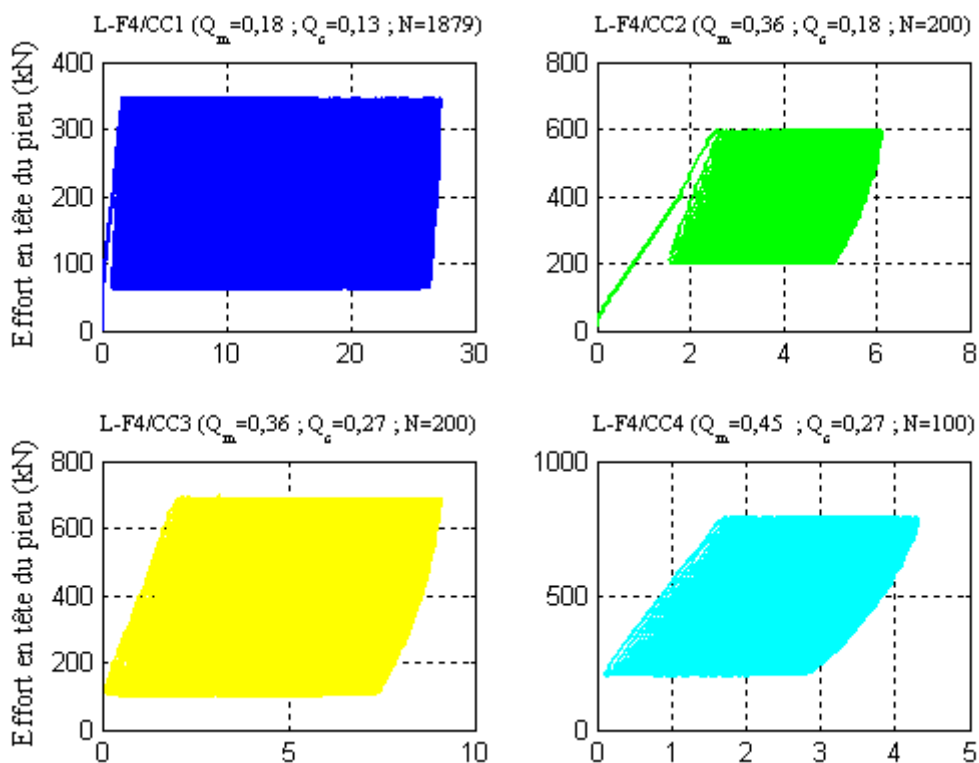 L-F4/CC1 (Qm=0,18 ; Qc=0,13 ; N=1879)
L-F4/CC2 (Qm=0,36 ; Qc=0,18 ; N=200)
Effort en tête du pieu (kN)
400
300
200
100
0
0 10 20 30
800
600
400
200
0
0 2 4 6 8
L-F4/CC3 (Qm=0,36 ; Qc=0,27 ; N=200)
L-F4/CC4 (Qm=0,45 ; Qc=0,27 ; N=100)
Effort en tête du pieu (kN)
800
600
400
200
0
0 5 10
1000
500
0
0 1 2 3 4 5